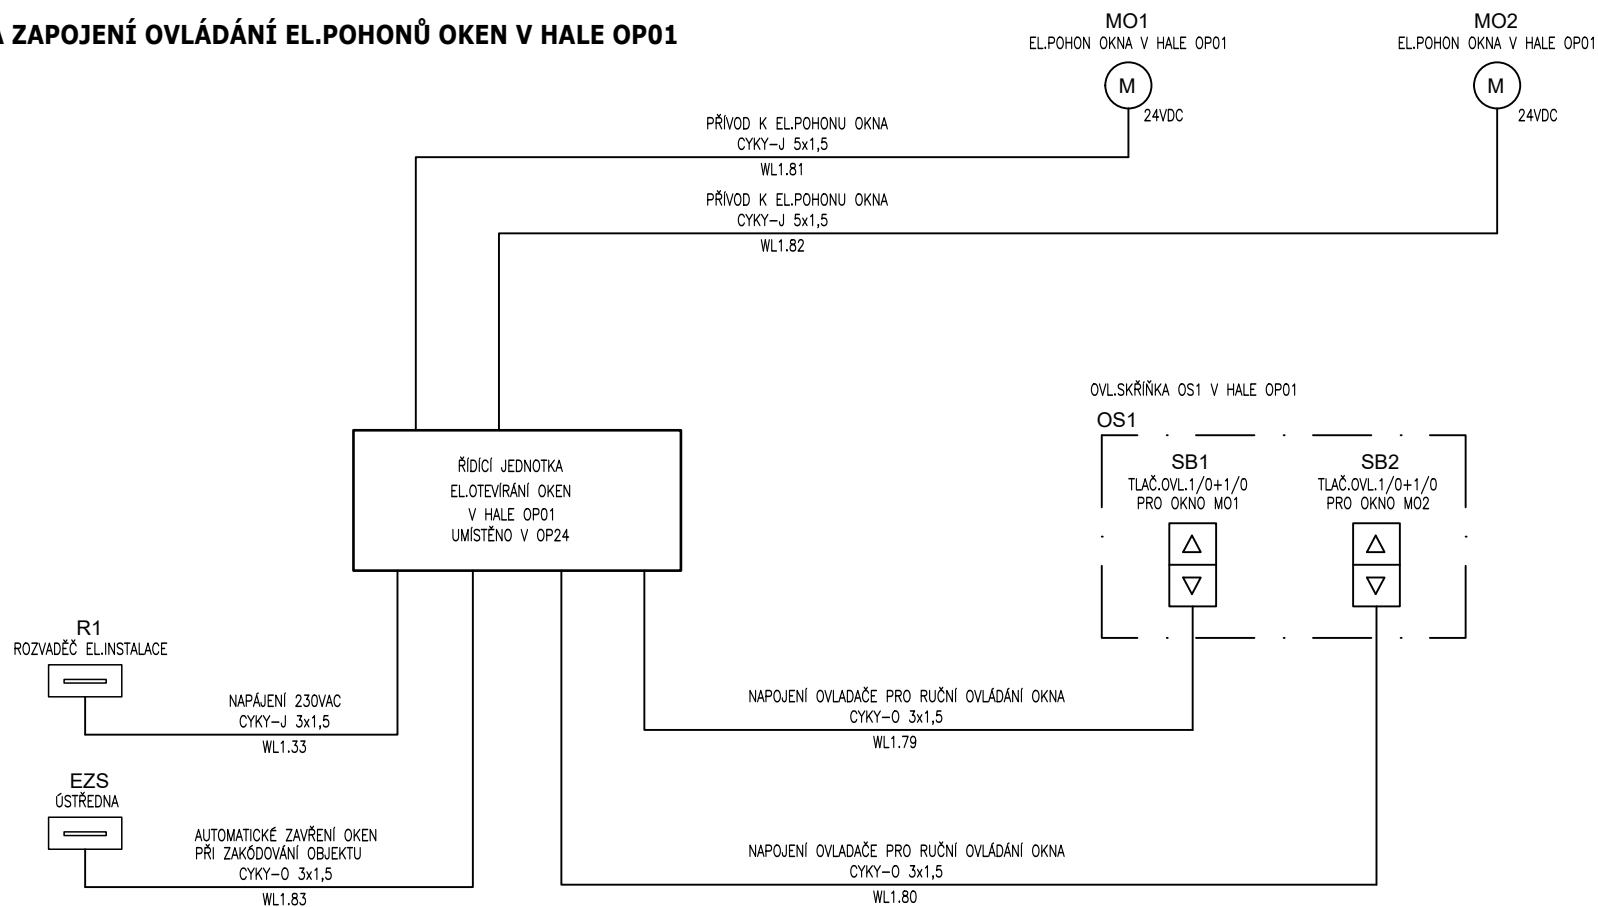 A ZAPOJENÍ OVLÁDÁNÍ EL.POHONŮ OKEN V HALE OP01
MO1
EL.POHON OKNA V HALE OP01
M
24VDC
MO2
EL.POHON OKNA V HALE OP01
M
24VDC
PŘÍVOD K EL.POHONU OKNA
CYKY-J 5x1,5
WL1.81
PŘÍVOD K EL.POHONU OKNA
CYKY-J 5x1,5
WL1.82
OVL.SKŘÍŇKA OS1 V HALE OP01
OS1
SB1
TLAČ.OVL.1/0+1/0
PRO OKNO MO1
SB2
TLAČ.OVL.1/0+1/0
PRO OKNO MO2
ŘÍDÍCÍ JEDNOTKA
EL.OTEVÍRÁNÍ OKEN
V HALE OP01
UMÍSTĚNO V OP24
R1
ROZVADĚČ EL.INSTALACE
NAPÁJENÍ 230VAC
CYKY-J 3x1,5
WL1.33
NAPOJENÍ OVLADAČE PRO RUČNÍ OVLÁDÁNÍ OKNA
CYKY-O 3x1,5
WL1.79
EZS
ÚSTŘEDNA
AUTOMATICKÉ ZAVŘENÍ OKEN
PŘI ZAKÓDOVÁNÍ OBJEKTU
CYKY-O 3x1,5
WL1.83
NAPOJENÍ OVLADAČE PRO RUČNÍ OVLÁDÁNÍ OKNA
CYKY-O 3x1,5
WL1.80